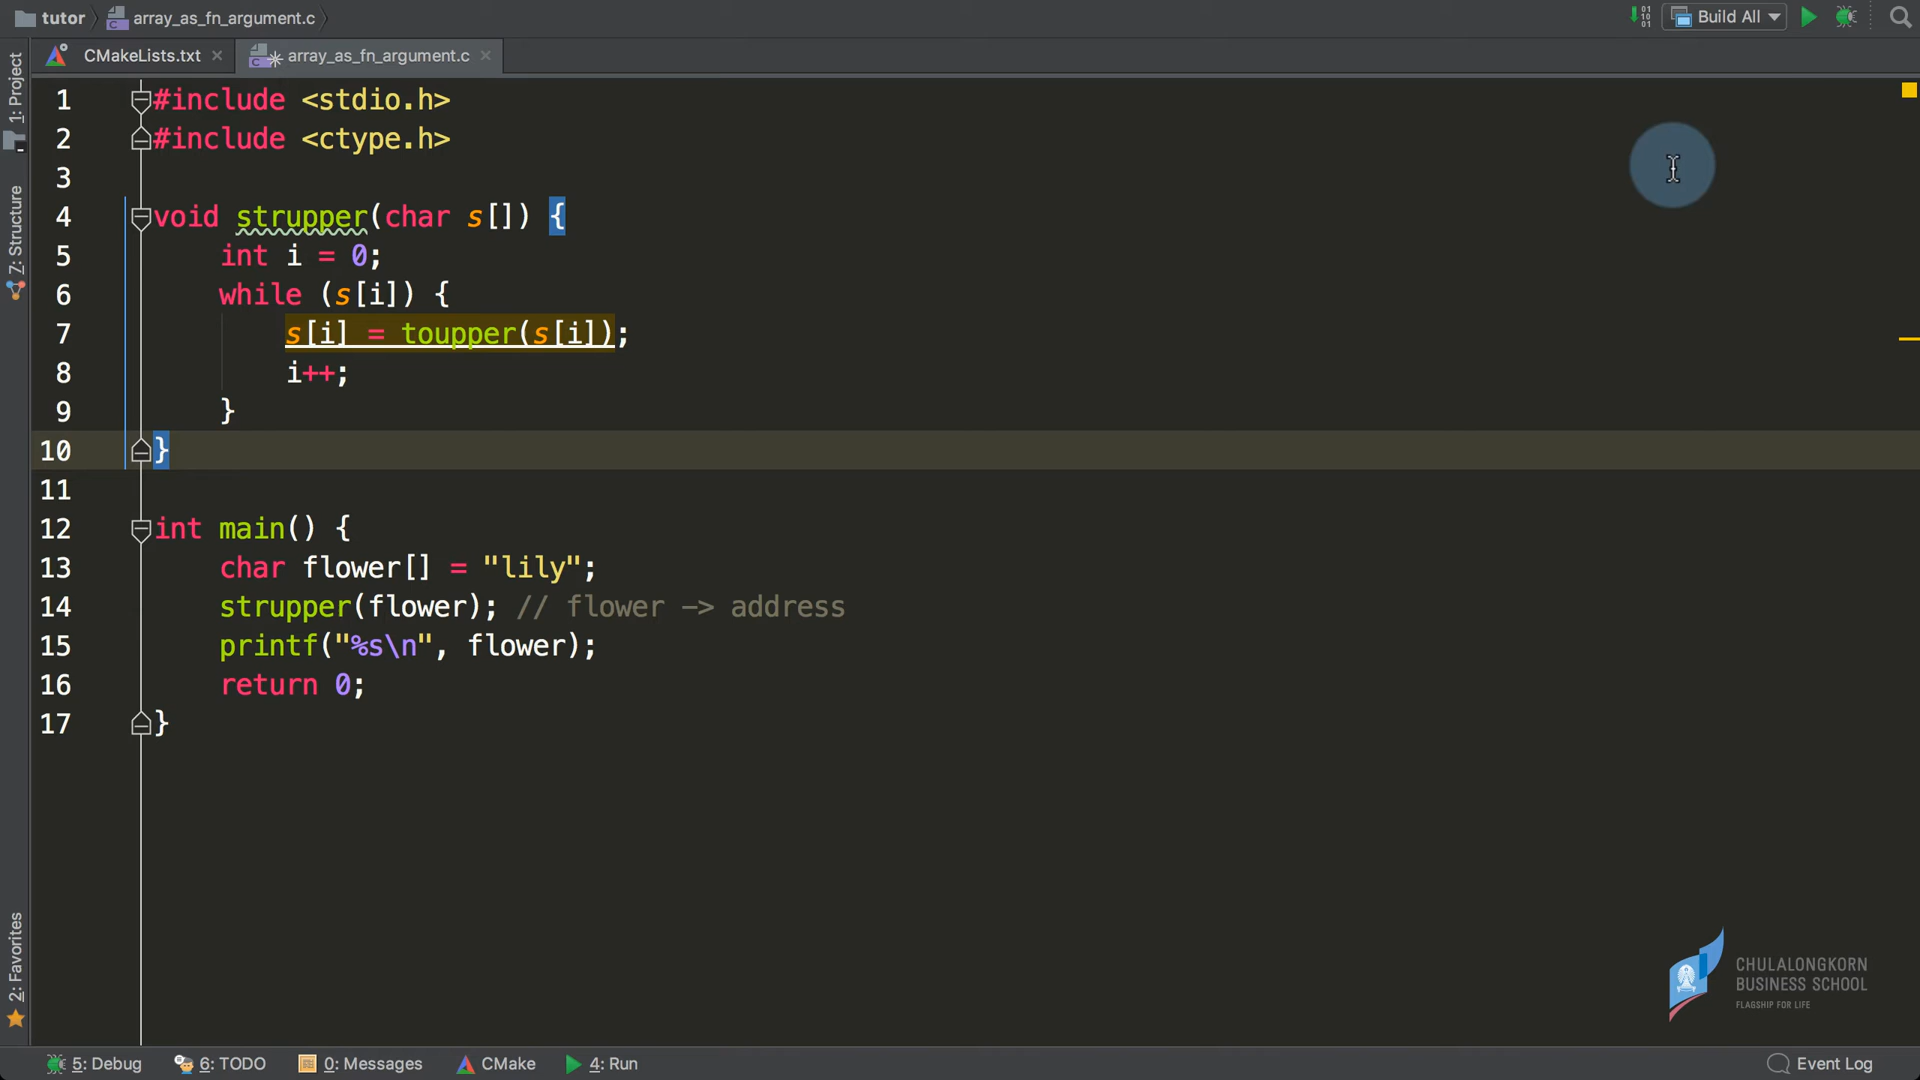 tutor array_as_fn_argument.c Build All
CMakeLists.txt array_as_fn_argument.c
1: Project
7: Structure
2: Favorites
1 #include <stdio.h>
2 #include <ctype.h>
3
4 void strupper(char s[]) {
5 int i = 0;
6 while (s[i]) {
7 s[i] = toupper(s[i]);
8 i++;
9 }
10 }
11
12 int main() {
13 char flower[] = "lily";
14 strupper(flower); // flower -> address
15 printf("%s\n", flower);
16 return 0;
17 }
CHULALONGKORN
BUSINESS SCHOOL
FLAGSHIP FOR LIFE
5: Debug 6: TODO 0: Messages CMake 4: Run Event Log